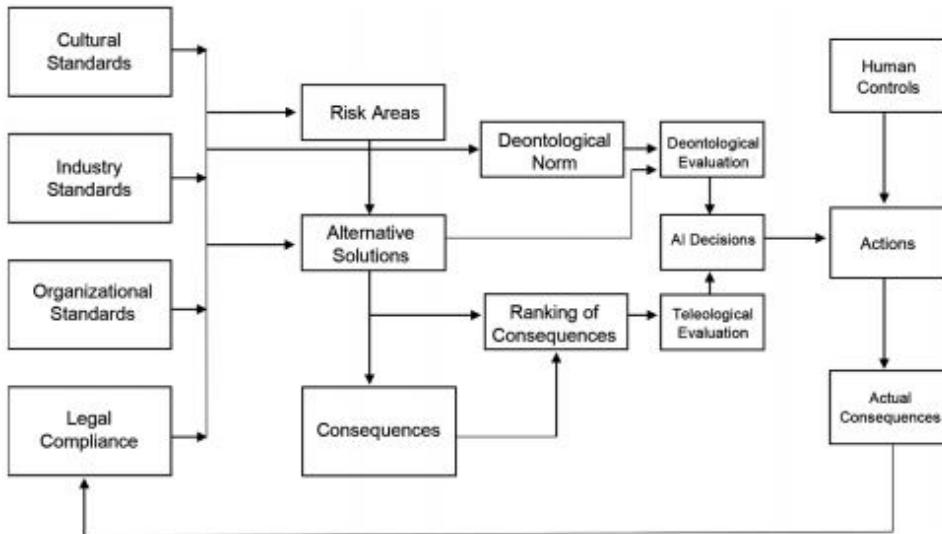 Cultural
Standards
Industry
Standards
Organizational
Standards
Legal
Compliance
Risk Areas
Alternative
Solutions
Consequences
Deontological
Norm
Ranking of
Consequences
Deontological
Evaluation
AI Decisions
Teleological
Evaluation
Human
Controls
Actions
Actual
Consequences